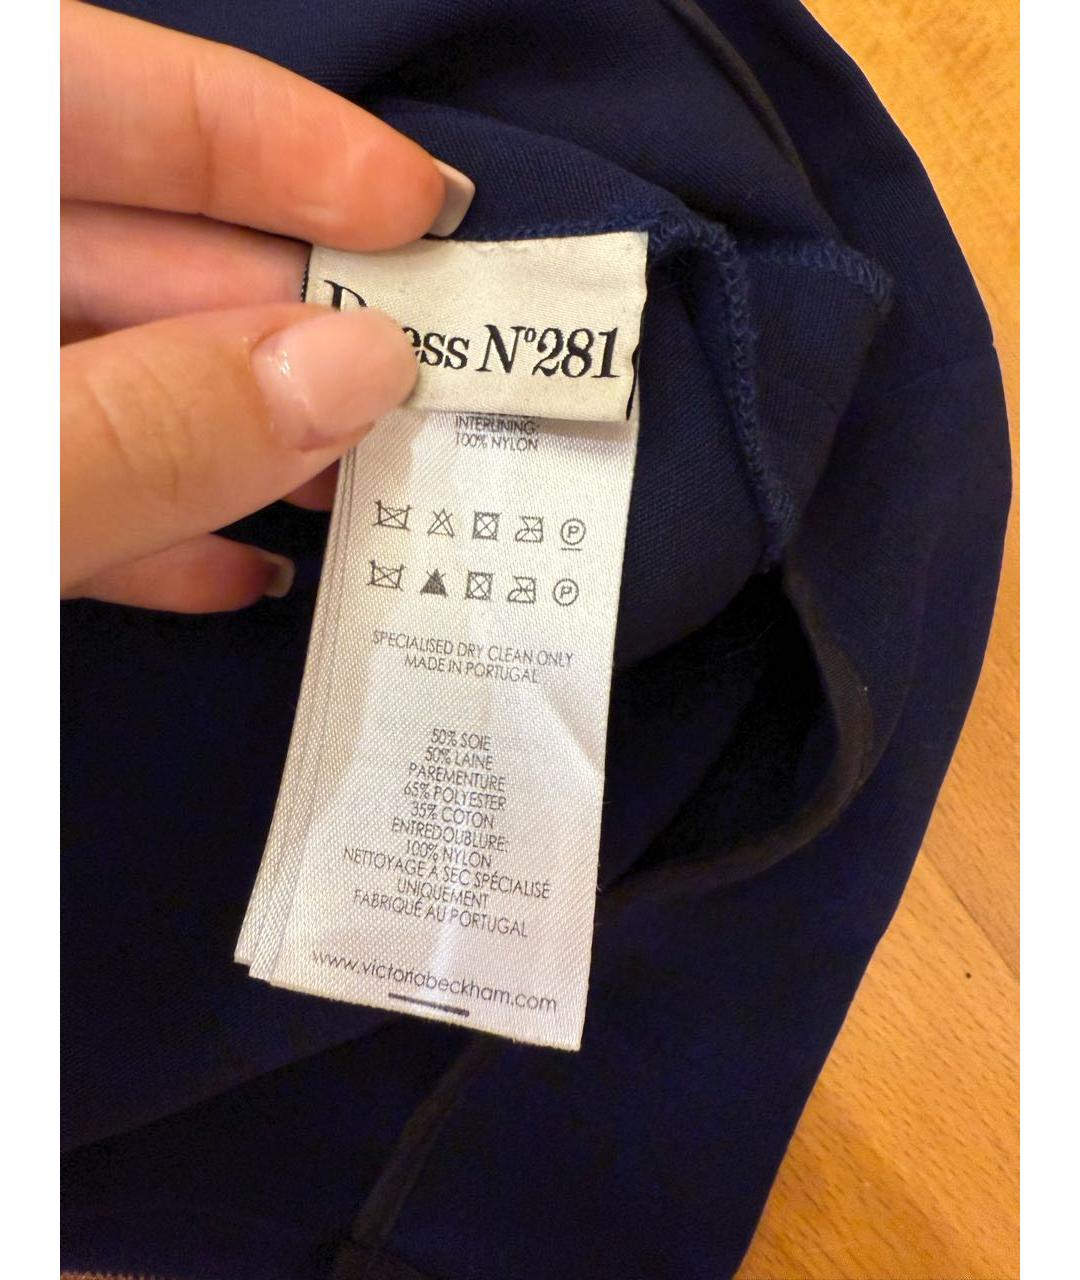 ess Nº281
INTERLINING:
100% NYLON
P
P
SPECIALISED DRY CLEAN ONLY
MADE IN PORTUGAL
50% SOIE
50% LAINE
PAREMENTURE
65% POLYESTER
35% COTON
ENTREDOUBLURE:
100% NYLON
NETTOYAGE À SEC SPÉCIALISÉ
UNIQUEMENT
FABRIQUÉ AU PORTUGAL
www.victoriabeckham.com